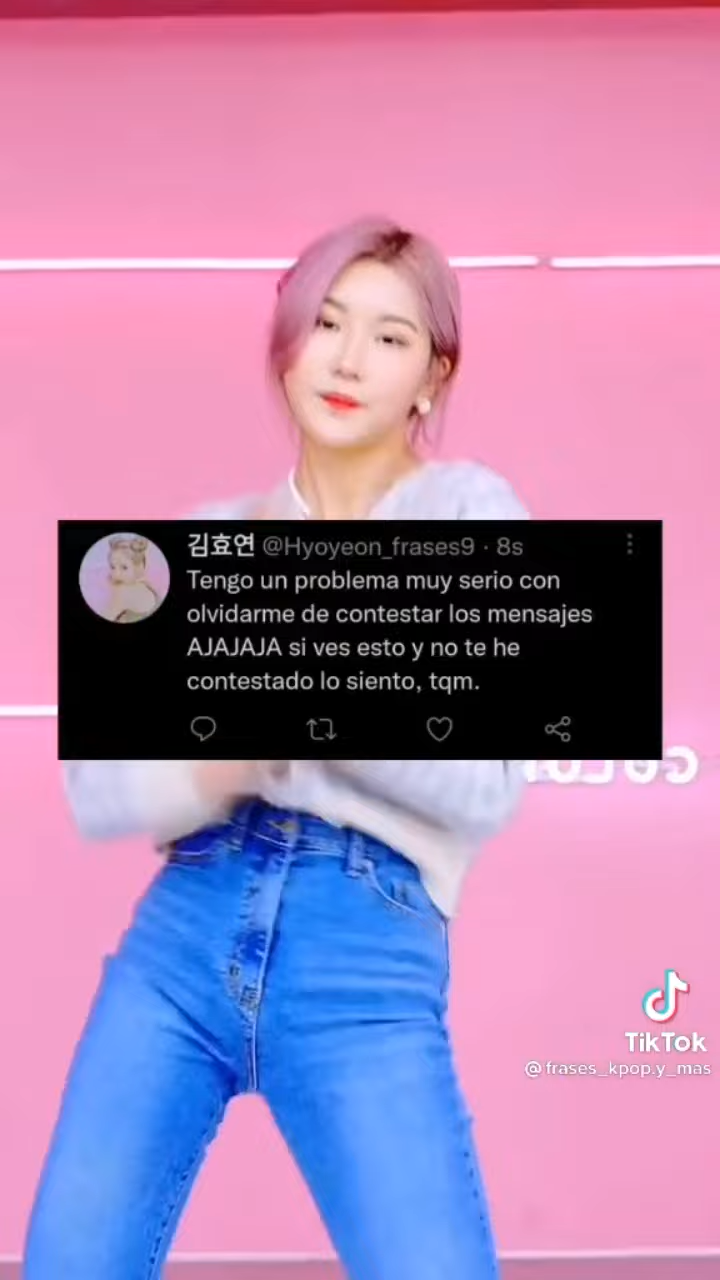 김효연 @Hyoyeon_frases9 · 8s
Tengo un problema muy serio con
olvidarme de contestar los mensajes
AJAJAJA si ves esto y no te he
contestado lo siento, tqm.
TikTok
@frases_kpop.y_mas